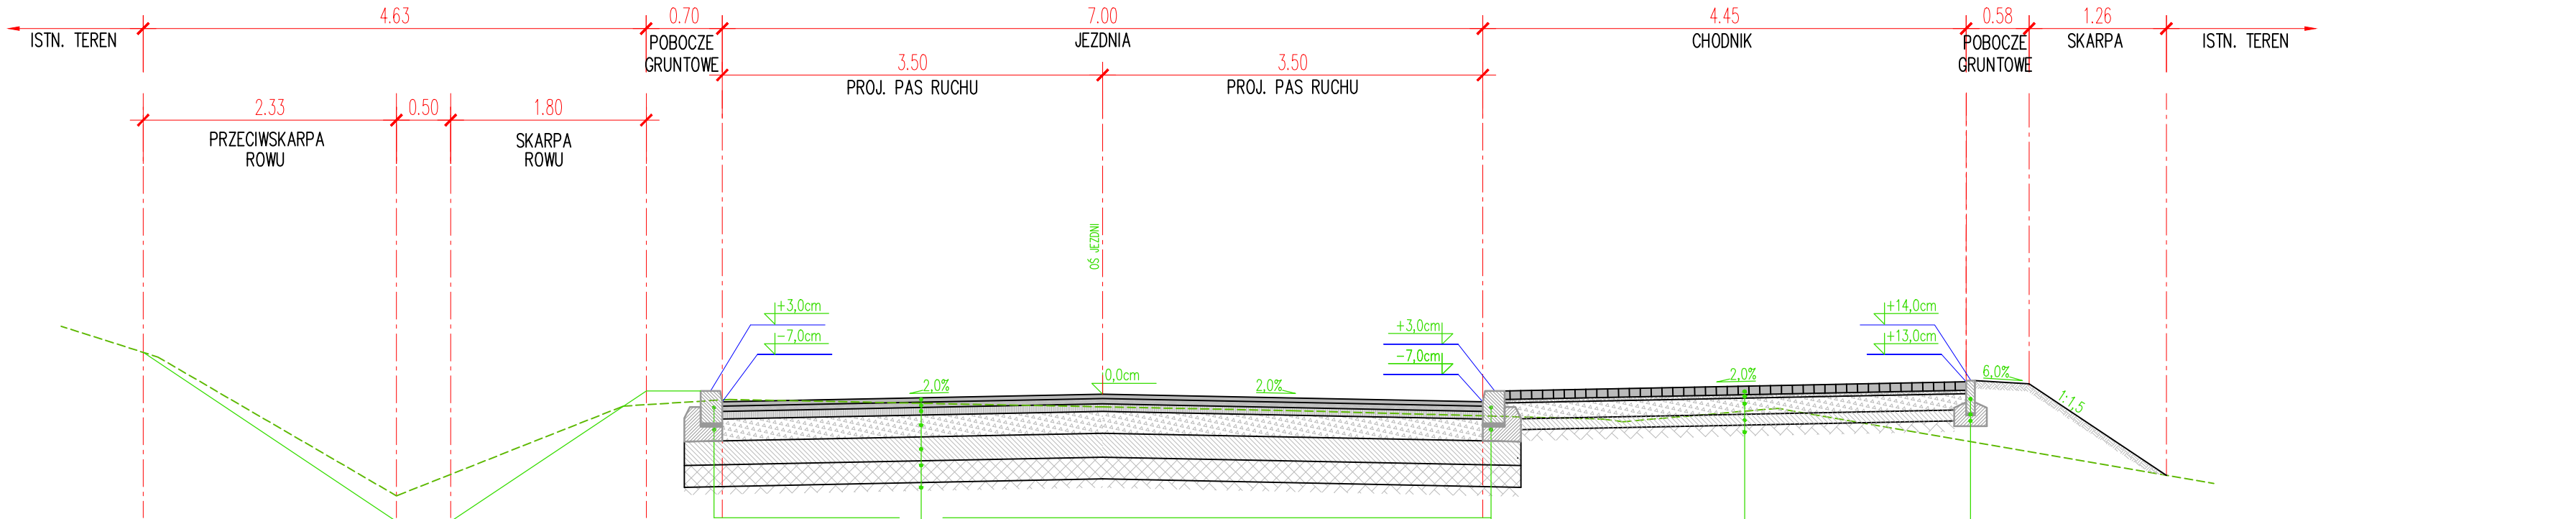 4.63
0.70
7.00
4.45
0.58
1.26
ISTN. TEREN
POBOCZE
GRUNTOWE
JEZDNIA
CHODNIK
POBOCZE
GRUNTOWE
SKARPA
ISTN. TEREN
3.50
3.50
PROJ. PAS RUCHU
PROJ. PAS RUCHU
2.33
0.50
1.80
PRZECIWSKARPA
ROWU
SKARPA
ROWU
OŚ JEZDNI
+3,0cm
-7,0cm
+3,0cm
-7,0cm
+14,0cm
+13,0cm
2,0%
0,0cm
2,0%
2,0%
6,0%
1:1,5